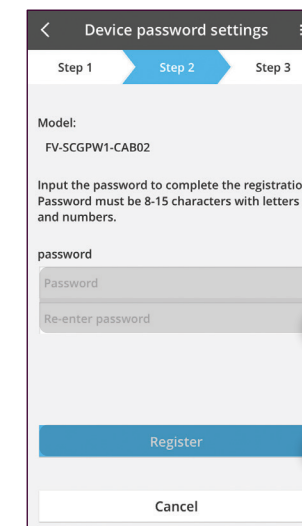 Device password settings
Step 1 Step 2 Step 3
Model:
FV-SCGPW1-CAB02
Input the password to complete the registratio
Password must be 8-15 characters with letters
and numbers.
password
Password
Re-enter password
Register
Cancel